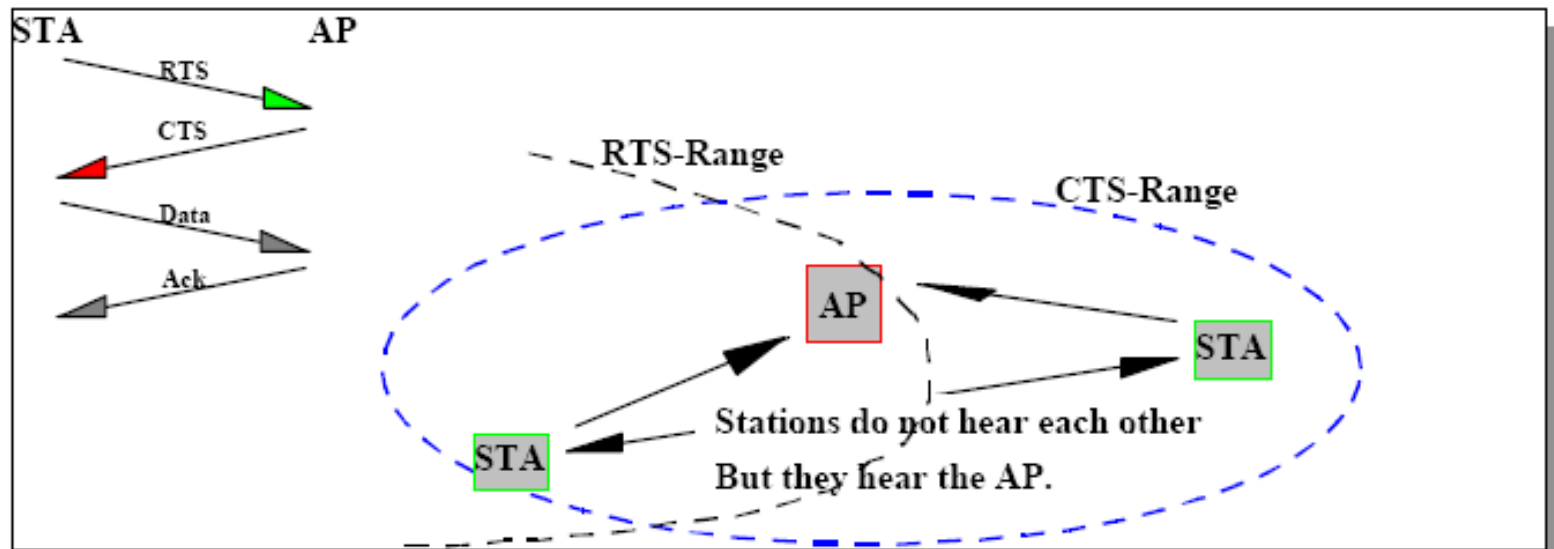 STA AP
RTS
CTS
Data
Ack
RTS-Range
CTS-Range
AP
STA
STA
Stations do not hear each other
But they hear the AP.